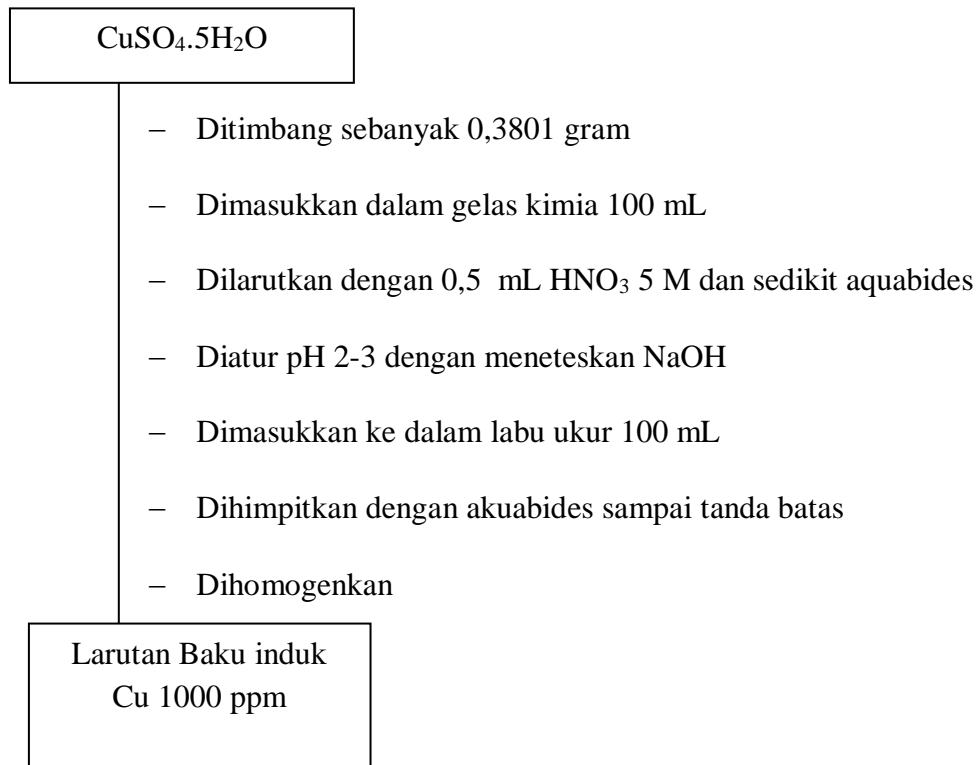 CuSO₄.5H₂O
– Ditimbang sebanyak 0,3801 gram
– Dimasukkan dalam gelas kimia 100 mL
– Dilarutkan dengan 0,5 mL HNO₃ 5 M dan sedikit aquabides
– Diatur pH 2-3 dengan meneteskan NaOH
– Dimasukkan ke dalam labu ukur 100 mL
– Dihimpitkan dengan akuabides sampai tanda batas
– Dihomogenkan
Larutan Baku induk
Cu 1000 ppm